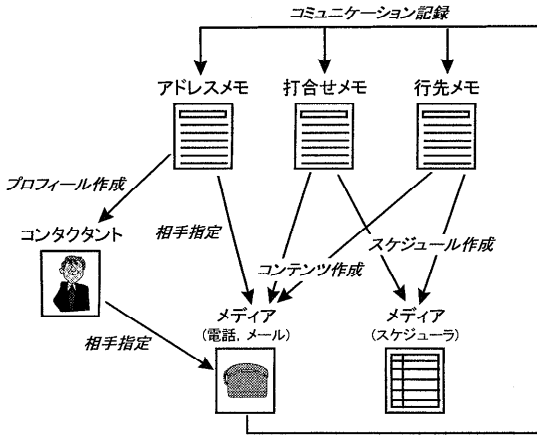 コミュニケーション記録
アドレスメモ
打合せメモ
行先メモ
プロフィール作成
コンタクタント
相手指定
スケジュール作成
コンテンツ作成
メディア
(電話，メール)
メディア
(スケジューラ)
相手指定